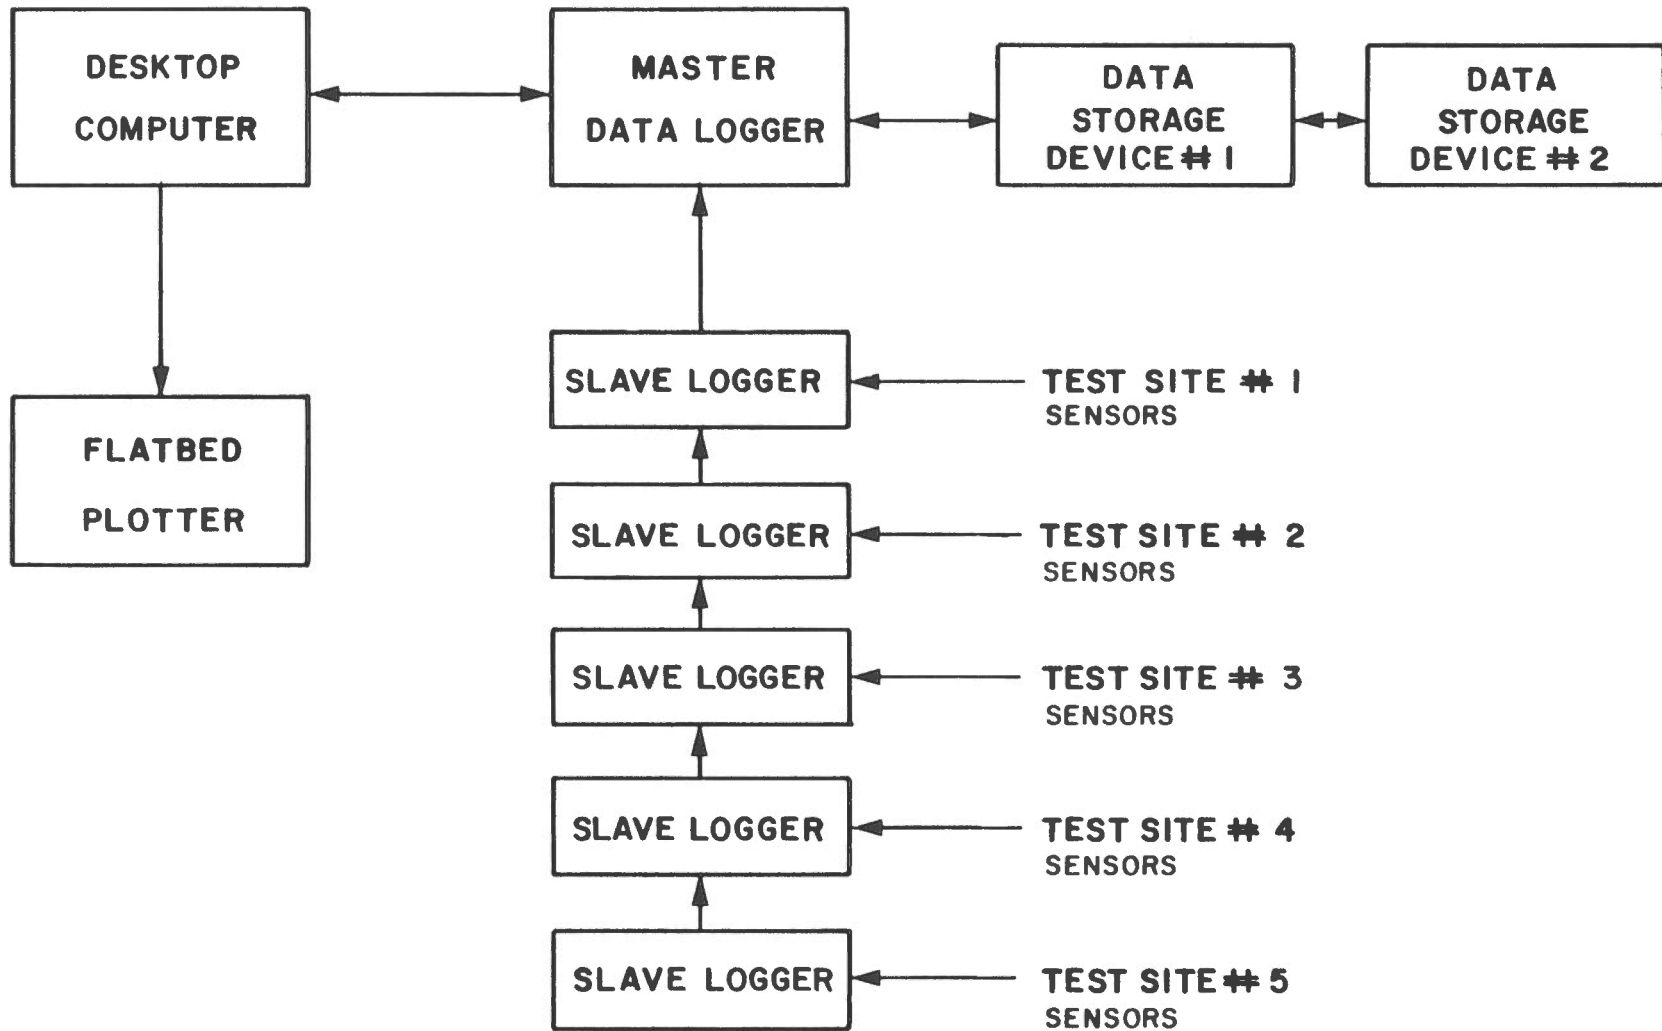 DESKTOP
COMPUTER
MASTER
DATA LOGGER
DATA
STORAGE
DEVICE # 1
DATA
STORAGE
DEVICE # 2
FLATBED
PLOTTER
SLAVE LOGGER
TEST SITE # 1
SENSORS
SLAVE LOGGER
TEST SITE # 2
SENSORS
SLAVE LOGGER
TEST SITE # 3
SENSORS
SLAVE LOGGER
TEST SITE # 4
SENSORS
SLAVE LOGGER
TEST SITE # 5
SENSORS